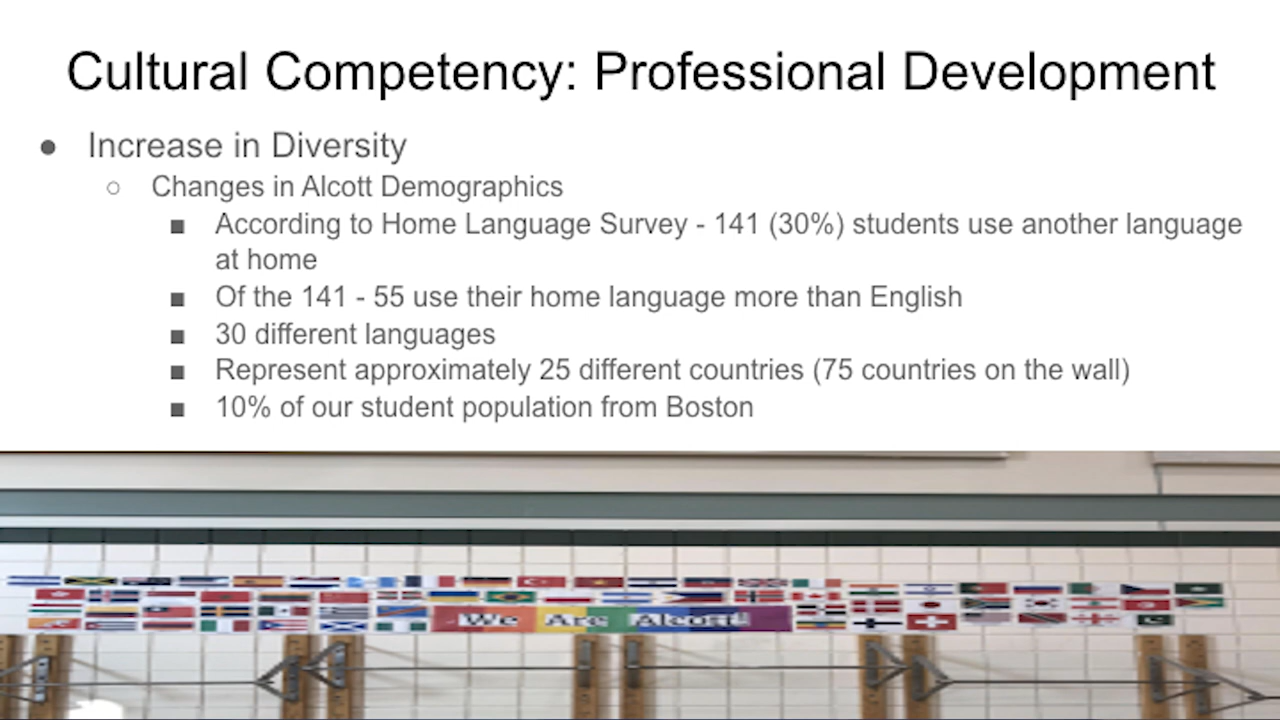 Cultural Competency: Professional Development
● Increase in Diversity
○ Changes in Alcott Demographics
■ According to Home Language Survey - 141 (30%) students use another language
at home
■ Of the 141 - 55 use their home language more than English
■ 30 different languages
■ Represent approximately 25 different countries (75 countries on the wall)
■ 10% of our student population from Boston
We Are Alcott!